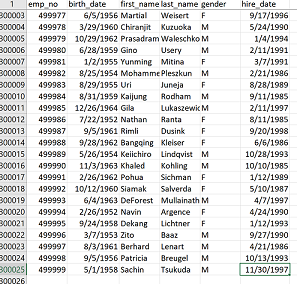 1 emp_no birth_date first_name last_name gender hire_date
300003 499977 6/5/1956 Martial Weisert F 9/17/1996
300004 499978 3/29/1960 Chiranjit Kuzuoka M 5/24/1990
300005 499979 10/29/1962 Prasadram Waleschko M 1/4/1994
300006 499980 6/28/1959 Gino Usery M 2/11/1991
300007 499981 1/2/1955 Yunming Mitina F 3/7/1991
300008 499982 8/25/1954 Mohamme Pleszkun M 2/21/1986
300009 499983 8/29/1955 Uri Juneja F 8/28/1989
300010 499984 8/31/1959 Kaijung Rodham M 9/11/1985
300011 499985 12/26/1964 Gila Lukaszewic M 2/11/1997
300012 499986 7/22/1952 Nathan Ranta F 8/11/1985
300013 499987 9/5/1961 Rimli Dusink F 9/20/1998
300014 499988 9/28/1962 Bangqing Kleiser F 6/6/1986
300015 499989 5/26/1954 Keiichiro Lindqvist M 10/28/1993
300016 499990 11/3/1963 Khaled Kohling M 10/10/1985
300017 499991 2/26/1962 Pohua Sichman F 1/12/1989
300018 499992 10/12/1960 Siamak Salverda F 5/10/1987
300019 499993 6/4/1963 DeForest Mullainath M 4/7/1997
300020 499994 2/26/1952 Navin Argence F 4/24/1990
300021 499995 9/24/1958 Dekang Lichtner F 1/12/1993
300022 499996 3/7/1953 Zito Baaz M 9/27/1990
300023 499997 8/3/1961 Berhard Lenart M 4/21/1986
300024 499998 9/5/1956 Patricia Breugel M 10/13/1993
300025 499999 5/1/1958 Sachin Tsukuda M 11/30/1997
300026